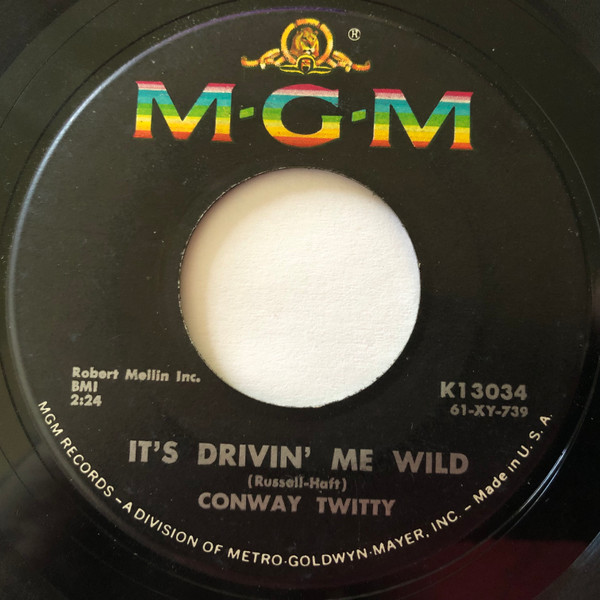 ®
M·G·M
Robert Mellin Inc.
BMI
2:24
K13034
61-XY-739
IT'S DRIVIN' ME WILD
(Russell-Haft)
CONWAY TWITTY
MGM RECORDS – A DIVISION OF METRO-GOLDWYN-MAYER, INC. – Made in U. S. A.